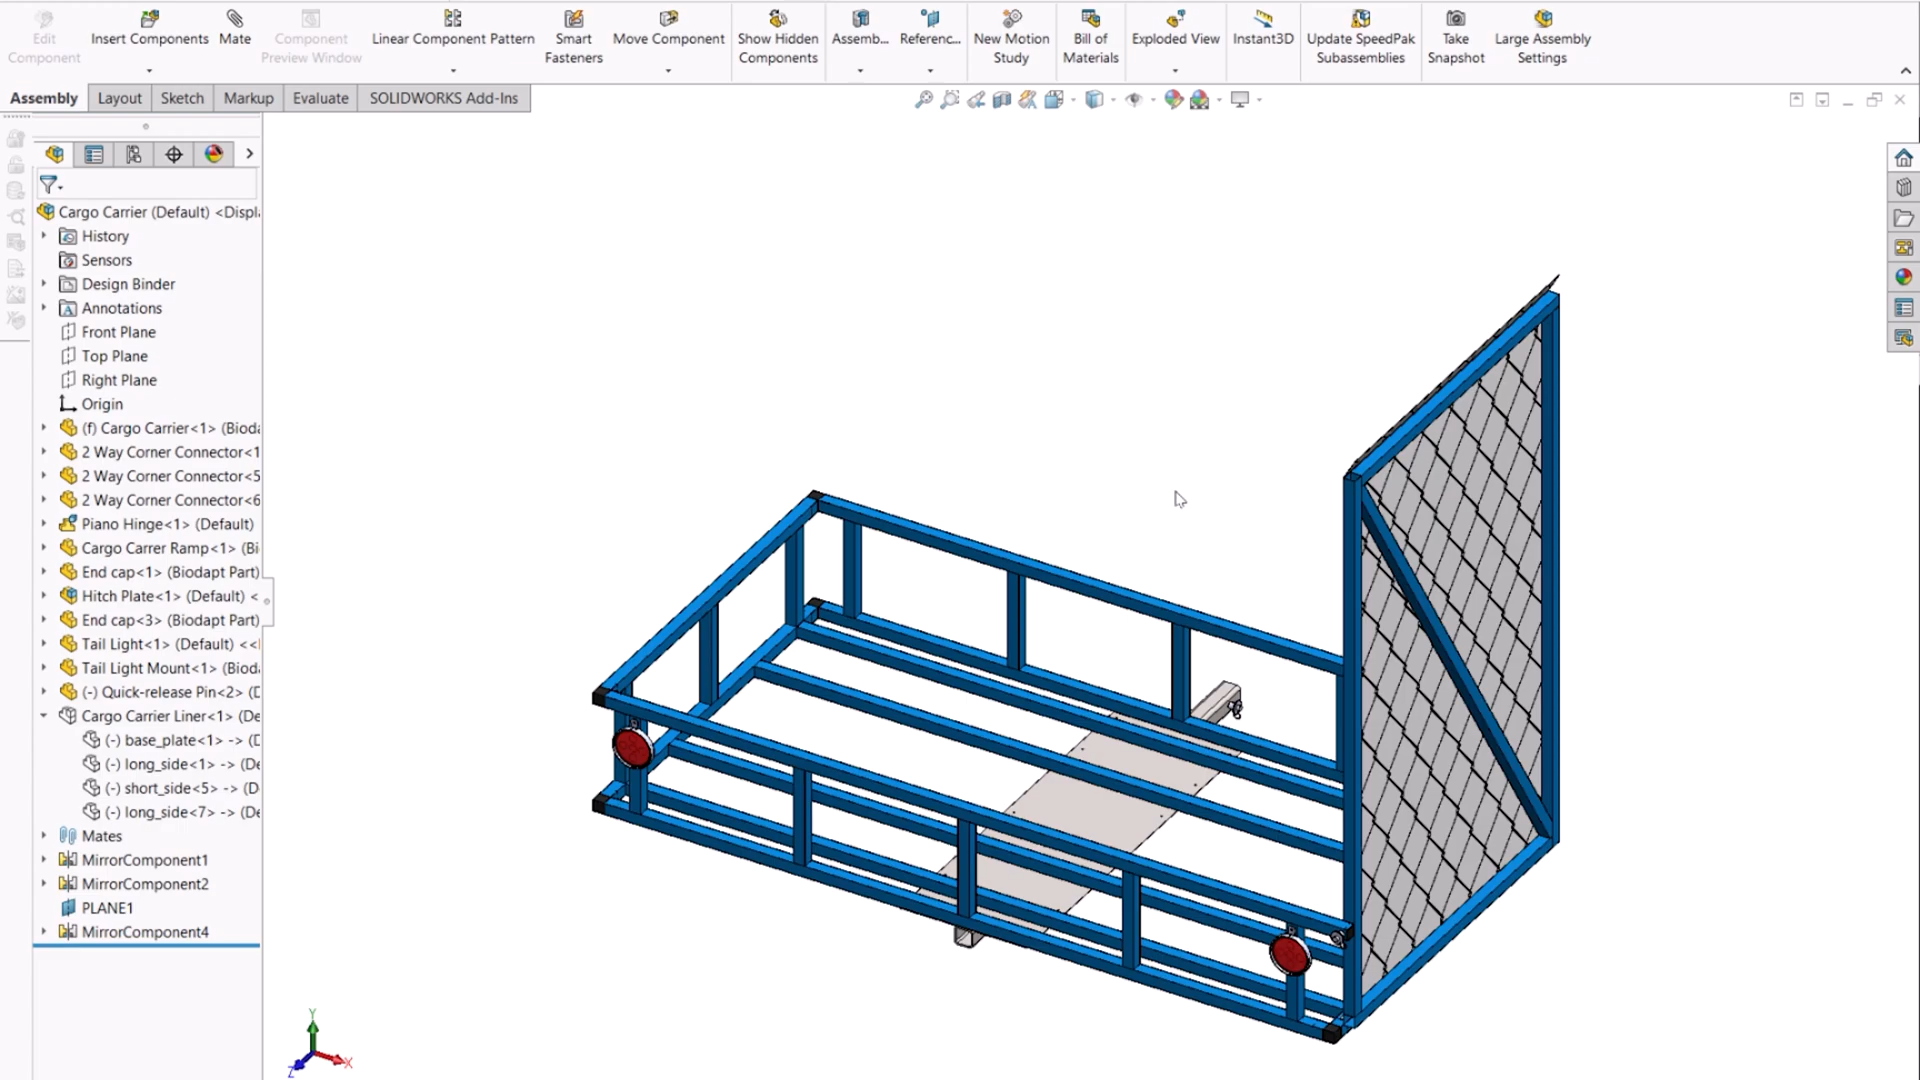 Edit
Component
Insert Components
Mate
Component
Preview Window
Linear Component Pattern
Smart
Fasteners
Move Component
Show Hidden
Components
Assemb...
Referenc...
New Motion
Study
Bill of
Materials
Exploded View
Instant3D
Update SpeedPak
Subassemblies
Take
Snapshot
Large Assembly
Settings
Assembly
Layout
Sketch
Markup
Evaluate
SOLIDWORKS Add-Ins
Cargo Carrier (Default) <Displ
History
Sensors
Design Binder
Annotations
Front Plane
Top Plane
Right Plane
Origin
(f) Cargo Carrier<1> (Bioda
2 Way Corner Connector<1
2 Way Corner Connector<5
2 Way Corner Connector<6
Piano Hinge<1> (Default)
Cargo Carrer Ramp<1> (Bi
End cap<1> (Biodapt Part)
Hitch Plate<1> (Default) <
End cap<3> (Biodapt Part)
Tail Light<1> (Default) <<
Tail Light Mount<1> (Bioda
(-) Quick-release Pin<2> (D
Cargo Carrier Liner<1> (De
(-) base_plate<1> -> (D
(-) long_side<1> -> (De
(-) short_side<5> -> (D
(-) long_side<7> -> (De
Mates
MirrorComponent1
MirrorComponent2
PLANE1
MirrorComponent4
Y
X
Z